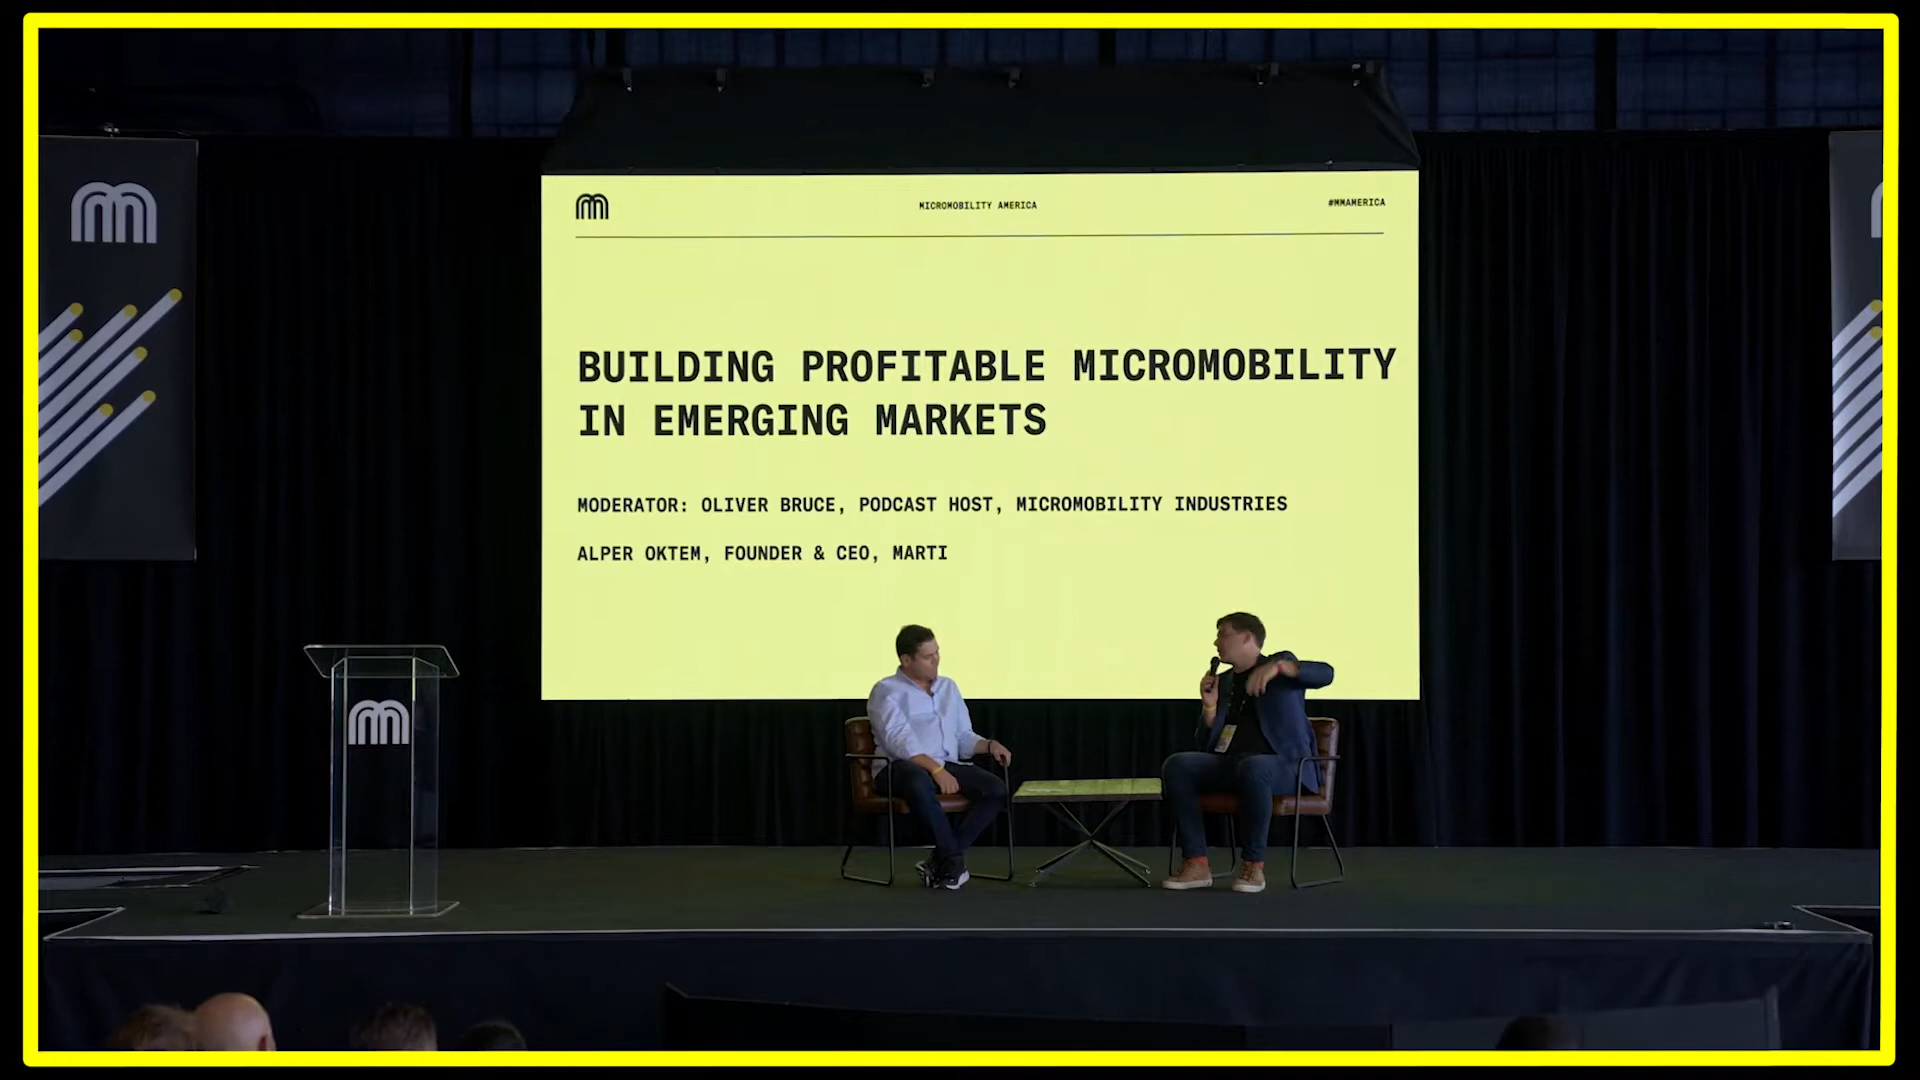 MICROMOBILITY AMERICA
#MMAMERICA
BUILDING PROFITABLE MICROMOBILITY
IN EMERGING MARKETS
MODERATOR: OLIVER BRUCE, PODCAST HOST, MICROMOBILITY INDUSTRIES
ALPER OKTEM, FOUNDER & CEO, MARTI